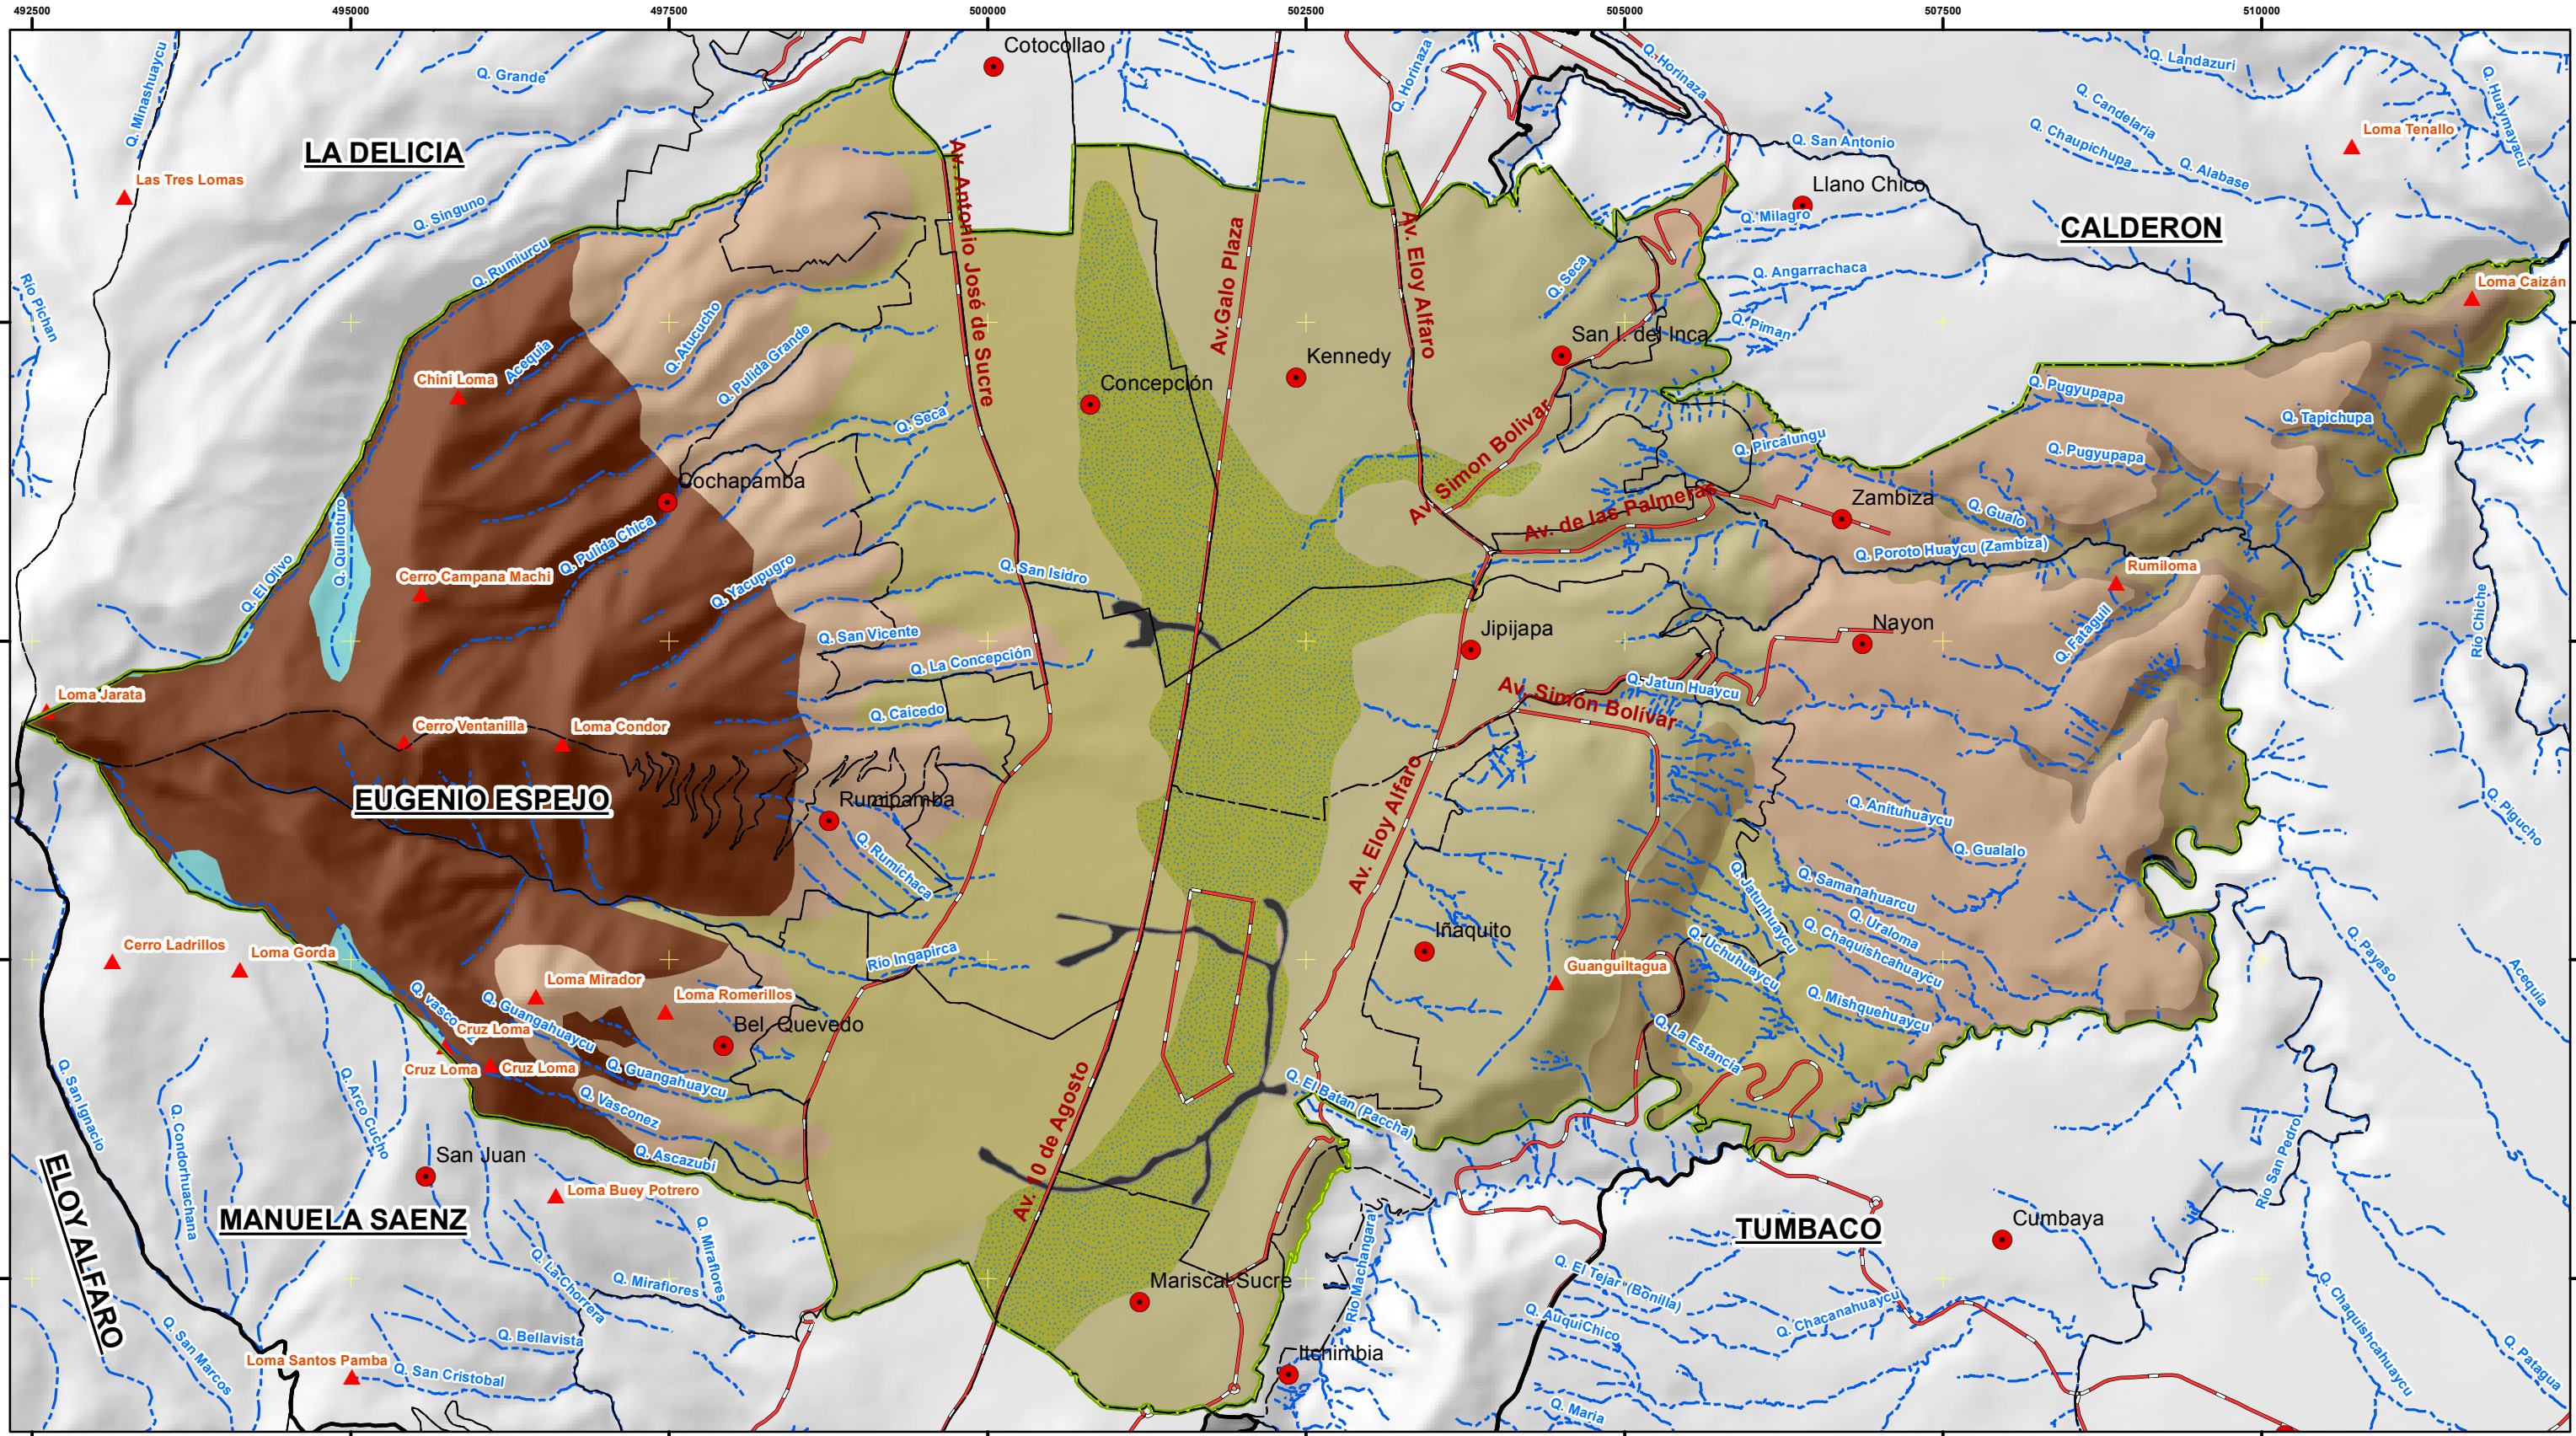 492500
495000
497500
500000
502500
505000
507500
510000
Cotocollao
Q. Minashuaycu
Q. Grande
Q. Horinaza
Q. Horinaza
Q. Landazuri
Q. Huaymayacu
Q. Candelaria
Q. Chaupichupa
Q. Alabase
Loma Tenallo
Q. San Antonio
LA DELICIA
Las Tres Lomas
Q. Singuno
Llano Chico
Q. Milagro
CALDERON
Av. Antonio José de Sucre
Av.Galo Plaza
Av. Eloy Alfaro
Q. Rumiurcu
Río Pichan
Q. Seca
Q. Angarrachaca
Loma Caizán
Q. Piman
San I. del Inca
Q. Atucucho
Q. Pulida Grande
Acequia
Chini Loma
Kennedy
Concepción
Q. Seca
Av. Simon Bolivar
Q. Pugyupapa
Q. Tapichupa
Q. Pircalungu
Q. Pugyupapa
Cochapamba
Zambiza
Av. de las Palmeras
Q. Gualo
Q. Quilloturo
Q. Pulida Chica
Q. El Olivo
Cerro Campana Machi
Q. Yacupugro
Q. San Isidro
Q. Poroto Huaycu (Zambiza)
Rumiloma
Q. Fataguil
Río Chiche
Q. San Vicente
Jipijapa
Nayon
Q. La Concepción
Loma Jarata
Q. Jatun Huaycu
Av. Simón Bolívar
Q. Caicedo
Cerro Ventanilla
Loma Condor
EUGENIO ESPEJO
Rumipamba
Av. Eloy Alfaro
Q. Anituhuaycu
Q. Pigucho
Q. Gualalo
Q. Rumichaca
Q. Jatunhuaycu
Q. Samanahuarcu
Q. Uraloma
Q. Chaquishcahuaycu
Q. Uchuhuaycu
Q. Mishquehuaycu
Cerro Ladrillos
Loma Gorda
Río Ingapirca
Iñaquito
Guanguiltagua
Q. Payaso
Acequia
Loma Mirador
Loma Romerillos
Bel. Quevedo
Q. Guangahuaycu
Cruz Loma
Cruz Loma
Cruz Loma
Q. Guangahuaycu
Q. Vasconez
Q. La Estancia
Q. El Batan (Paccha)
Q. San Ignacio
Q. Arco Cucho
Q. Condorhuachana
Av. 10 de Agosto
Q. Ascazubi
San Juan
Loma Buey Potrero
MANUELA SAENZ
ELOY ALFARO
Río San Pedro
TUMBACO
Cumbaya
Q. Miraflores
Q. La Chorrera
Q. Miraflores
Río Machangara
Mariscal Sucre
Q. El Tejar (Bonilla)
Q. AuquiChico
Q. Chacanahuaycu
Q. Chaquishcahuaycu
Q. Patagua
Q. San Marcos
Q. Bellavista
Loma Santos Pamba
Q. San Cristobal
Itchimbia
Q. Maria